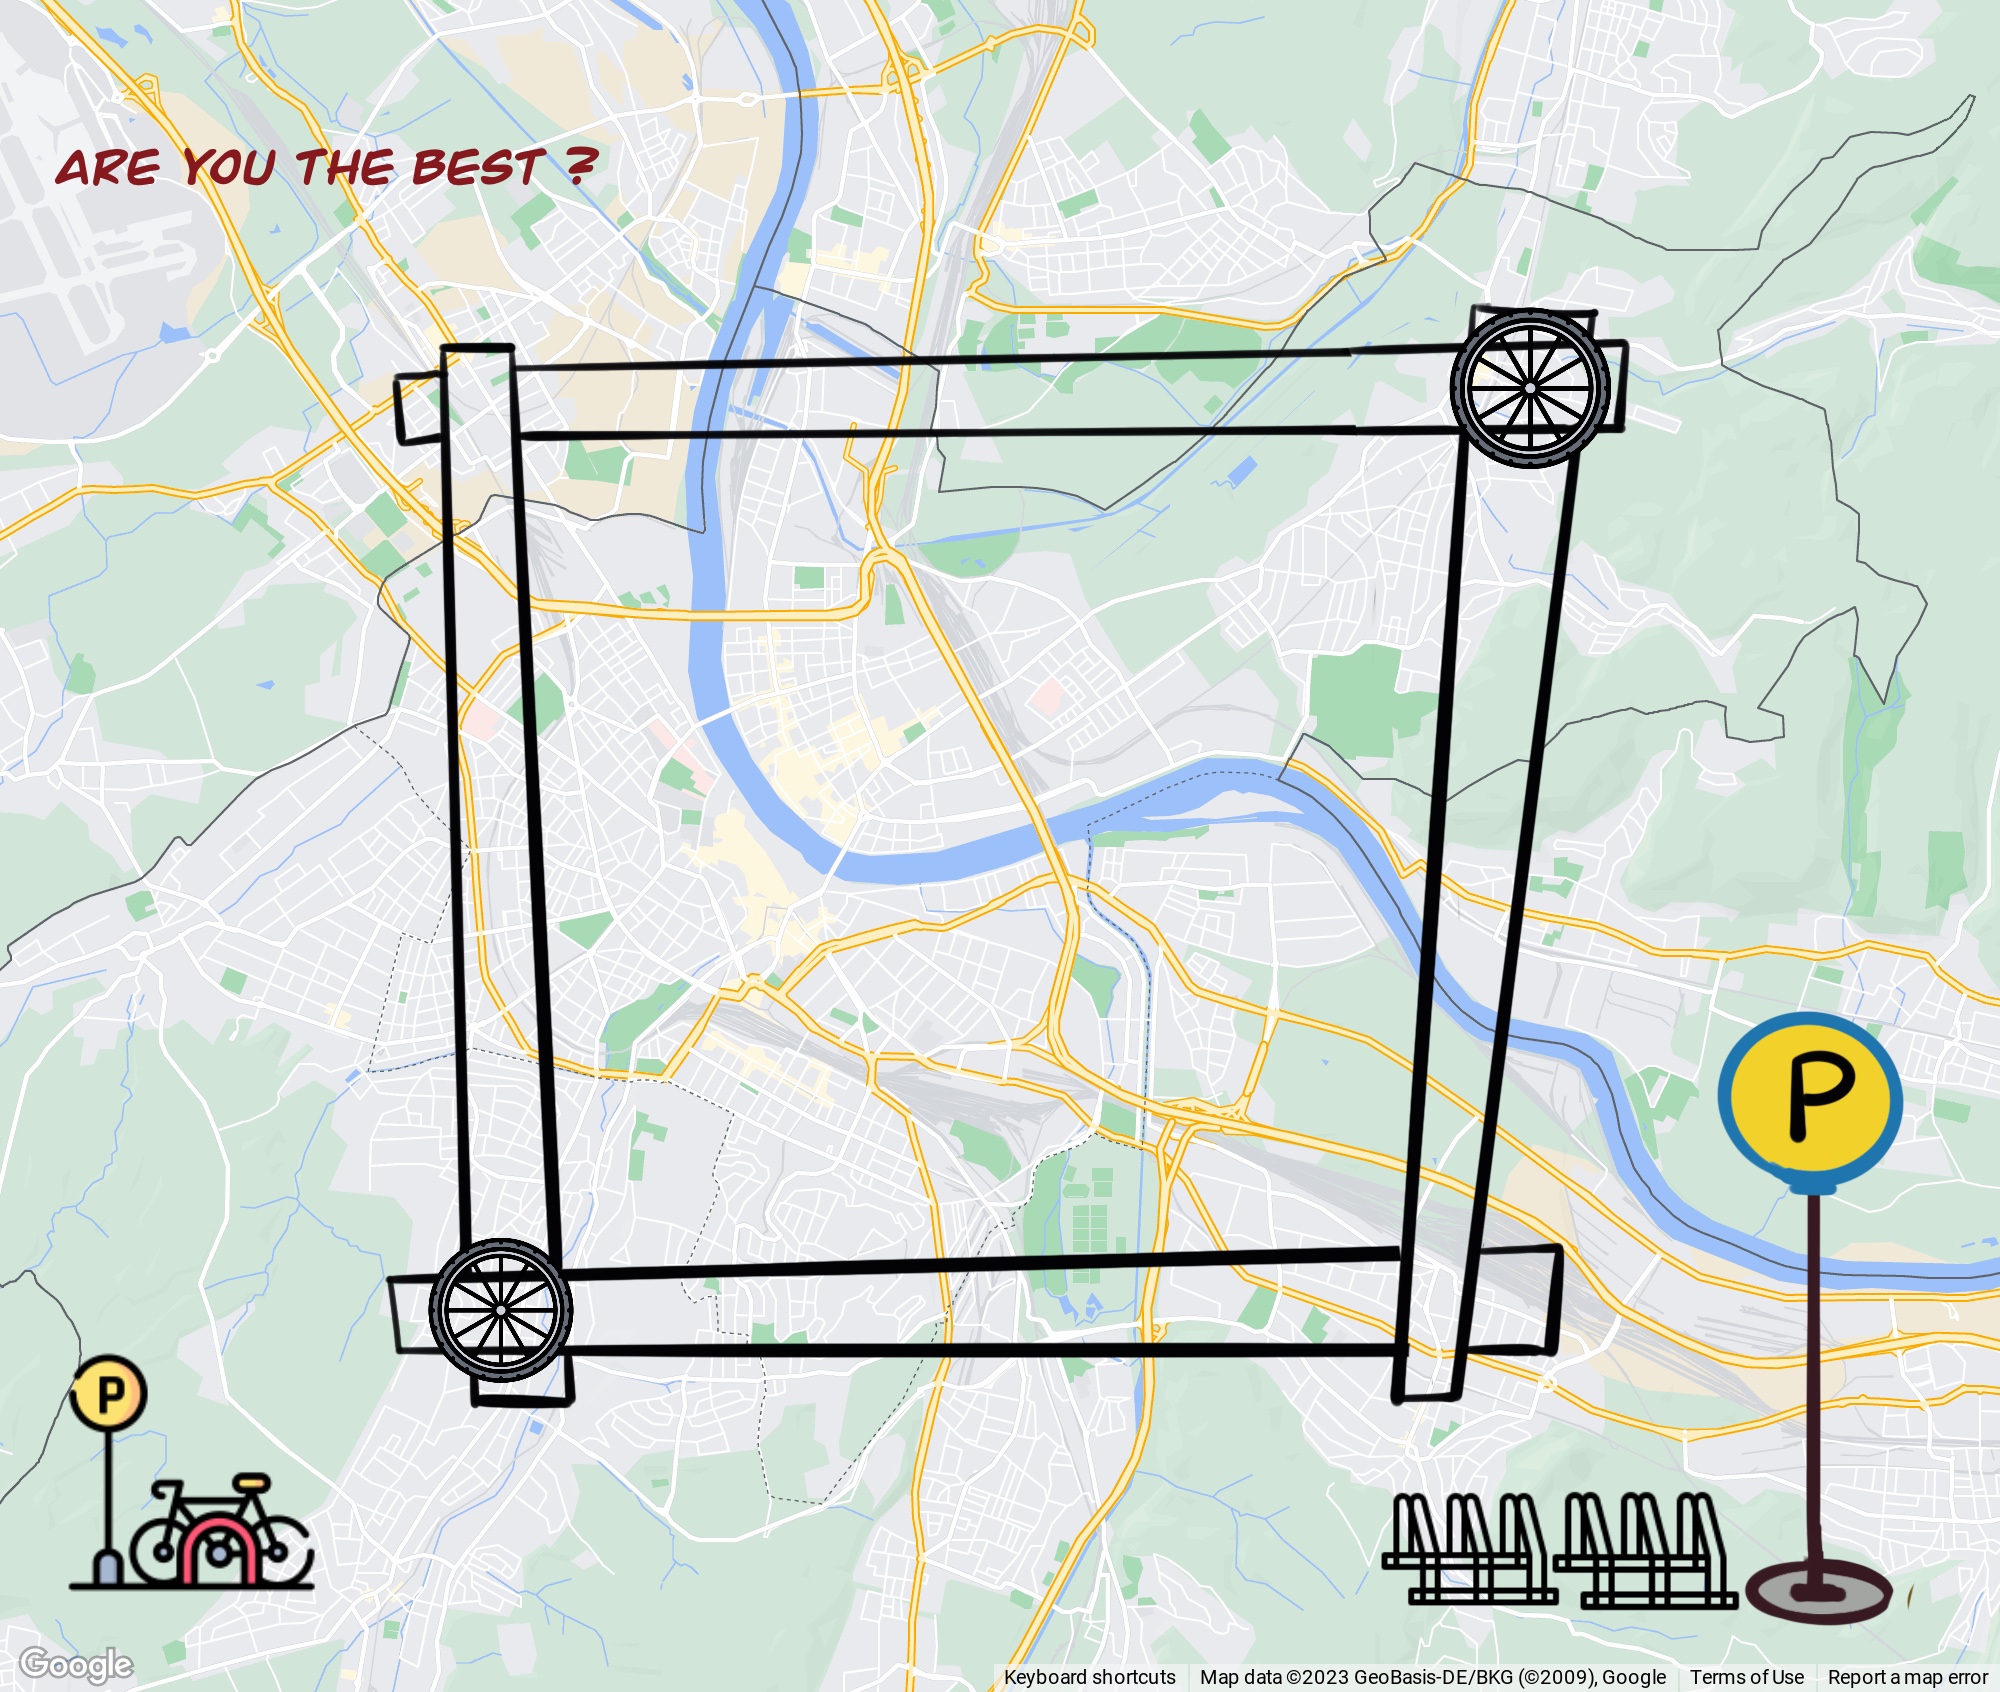 ARE YOU THE BEST ?
P
P
Google
Keyboard shortcuts
Map data ©2023 GeoBasis-DE/BKG (©2009), Google
Terms of Use
Report a map error